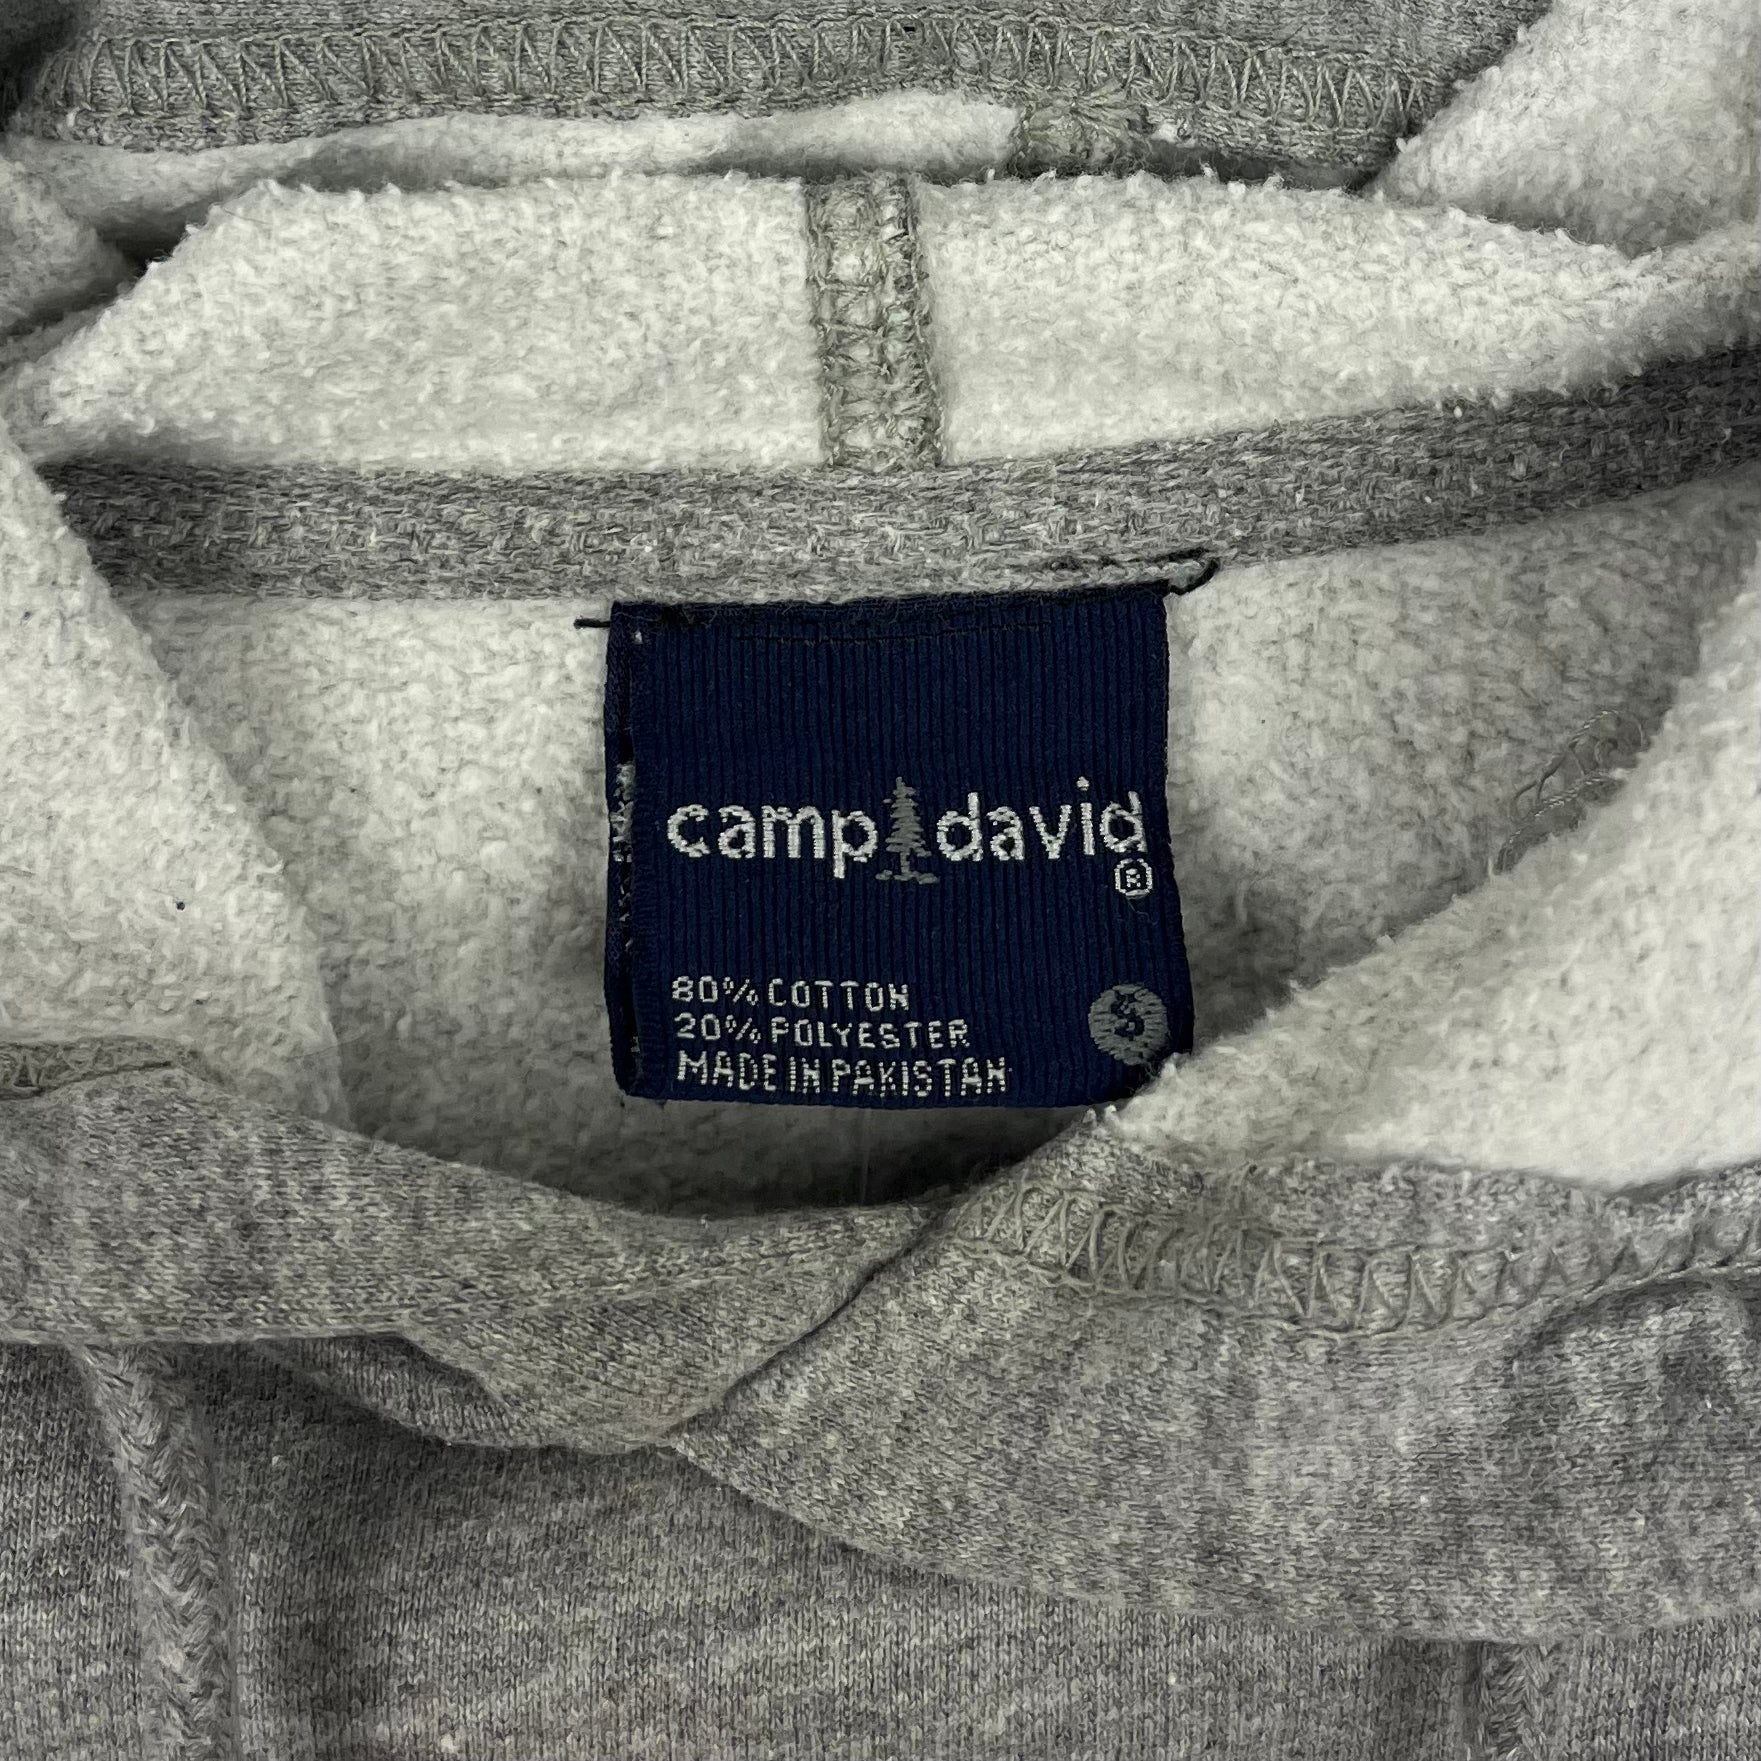 camp david
®
80% COTTON
20% POLYESTER
MADE IN PAKISTAN
S